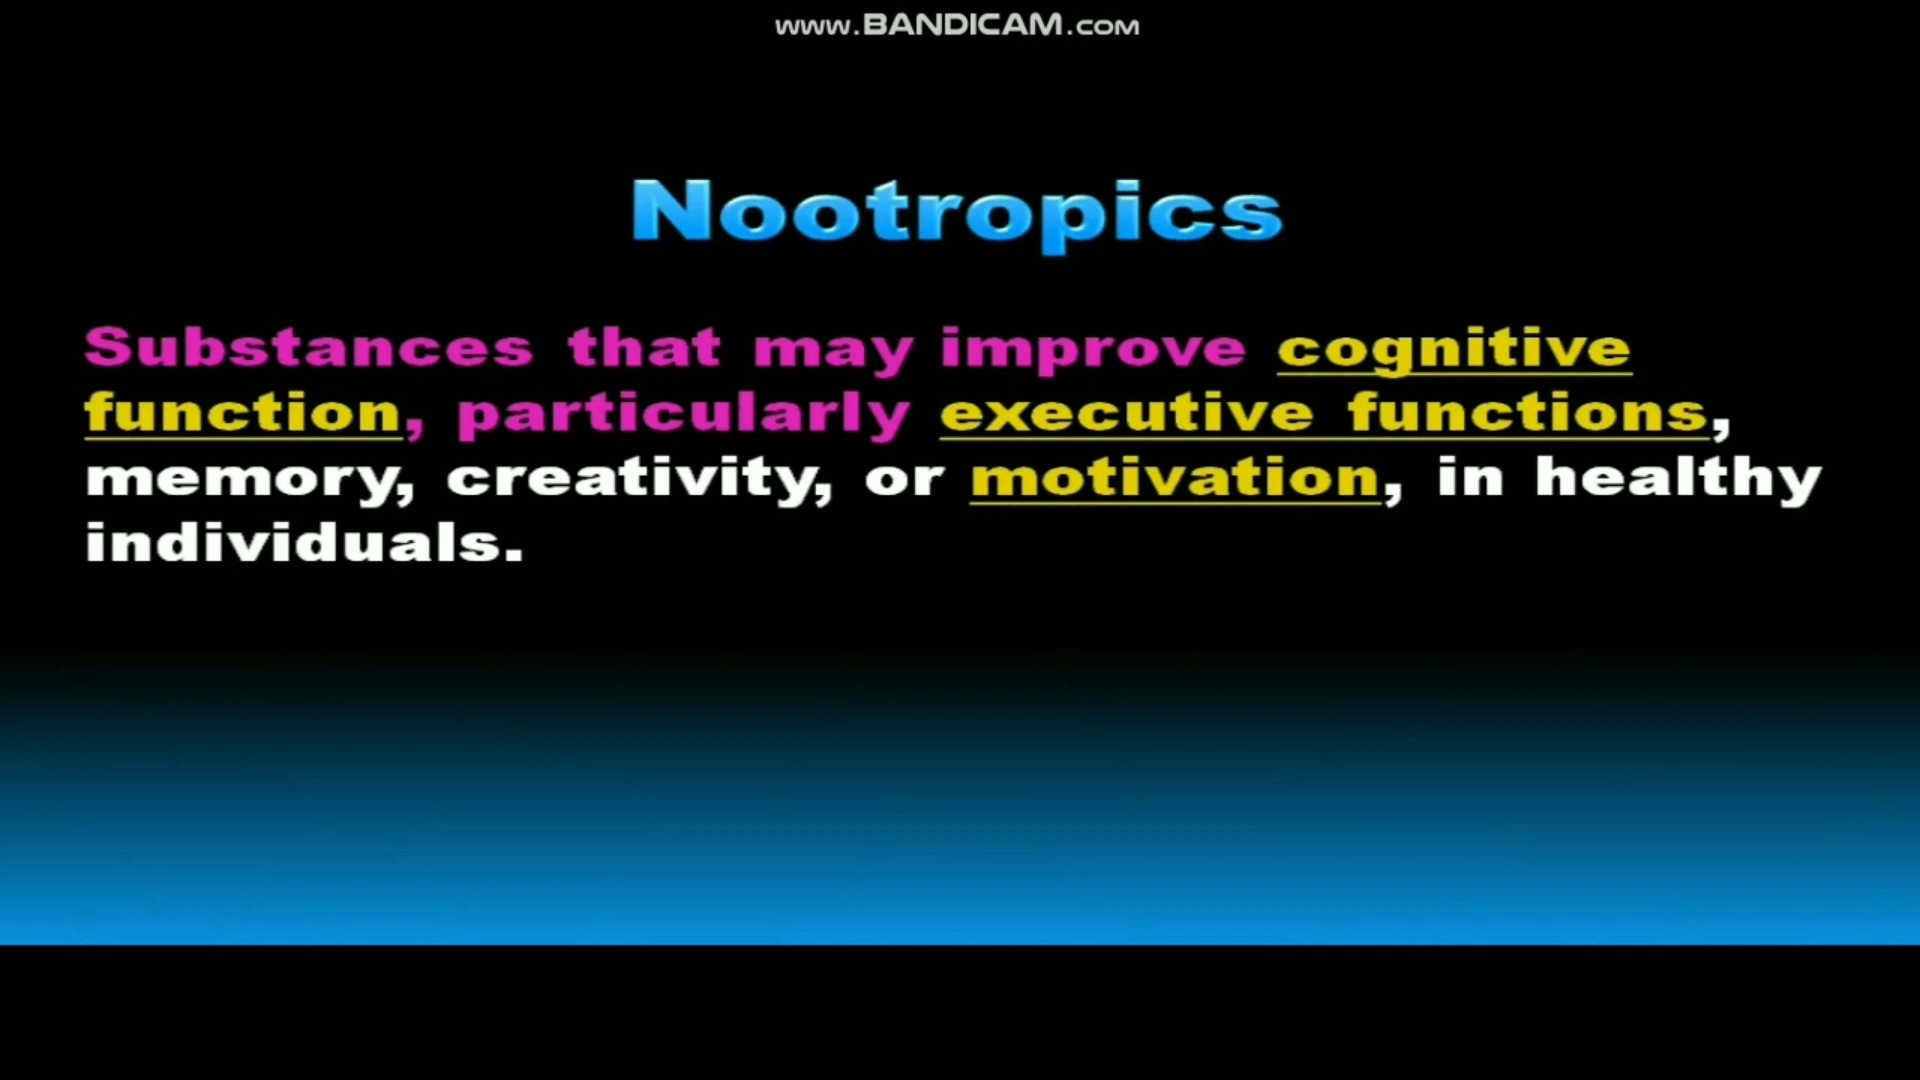 www.BANDICAM.COM
Nootropics
Substances that may improve cognitive
function, particularly executive functions,
memory, creativity, or motivation, in healthy
individuals.